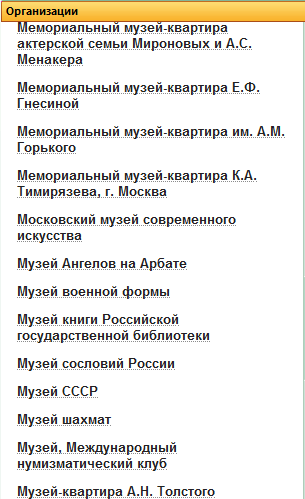 Организации
Мемориальный музей-квартира
актерской семьи Мироновых и А.С.
Менакера
Мемориальный музей-квартира Е.Ф.
Гнесиной
Мемориальный музей-квартира им. А.М.
Горького
Мемориальный музей-квартира К.А.
Тимирязева, г. Москва
Московский музей современного
искусства
Музей Ангелов на Арбате
Музей военной формы
Музей книги Российской
государственной библиотеки
Музей сословий России
Музей СССР
Музей шахмат
Музей, Международный
нумизматический клуб
Музей-квартира А.Н. Толстого